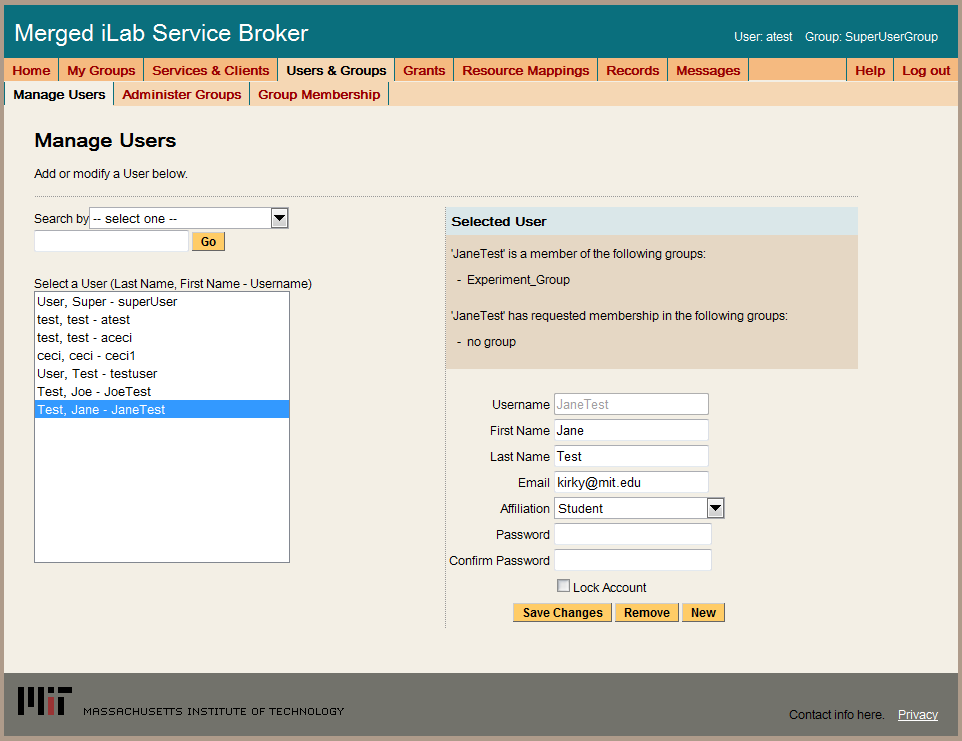 Merged iLab Service Broker
User: atest Group: SuperUserGroup
Home My Groups Services & Clients Users & Groups Grants Resource Mappings Records Messages Help Log out
Manage Users Administer Groups Group Membership
Manage Users
Add or modify a User below.
Search by -- select one --
Go
Select a User (Last Name, First Name - Username)
User, Super - superUser
test, test - atest
test, test - aceci
ceci, ceci - ceci1
User, Test - testuser
Test, Joe - JoeTest
Test, Jane - JaneTest
Selected User
'JaneTest' is a member of the following groups:
- Experiment_Group
'JaneTest' has requested membership in the following groups:
- no group
Username JaneTest
First Name Jane
Last Name Test
Email kirky@mit.edu
Affiliation Student
Password
Confirm Password
Lock Account
Save Changes Remove New
MIT MASSACHUSETTS INSTITUTE OF TECHNOLOGY
Contact info here. Privacy